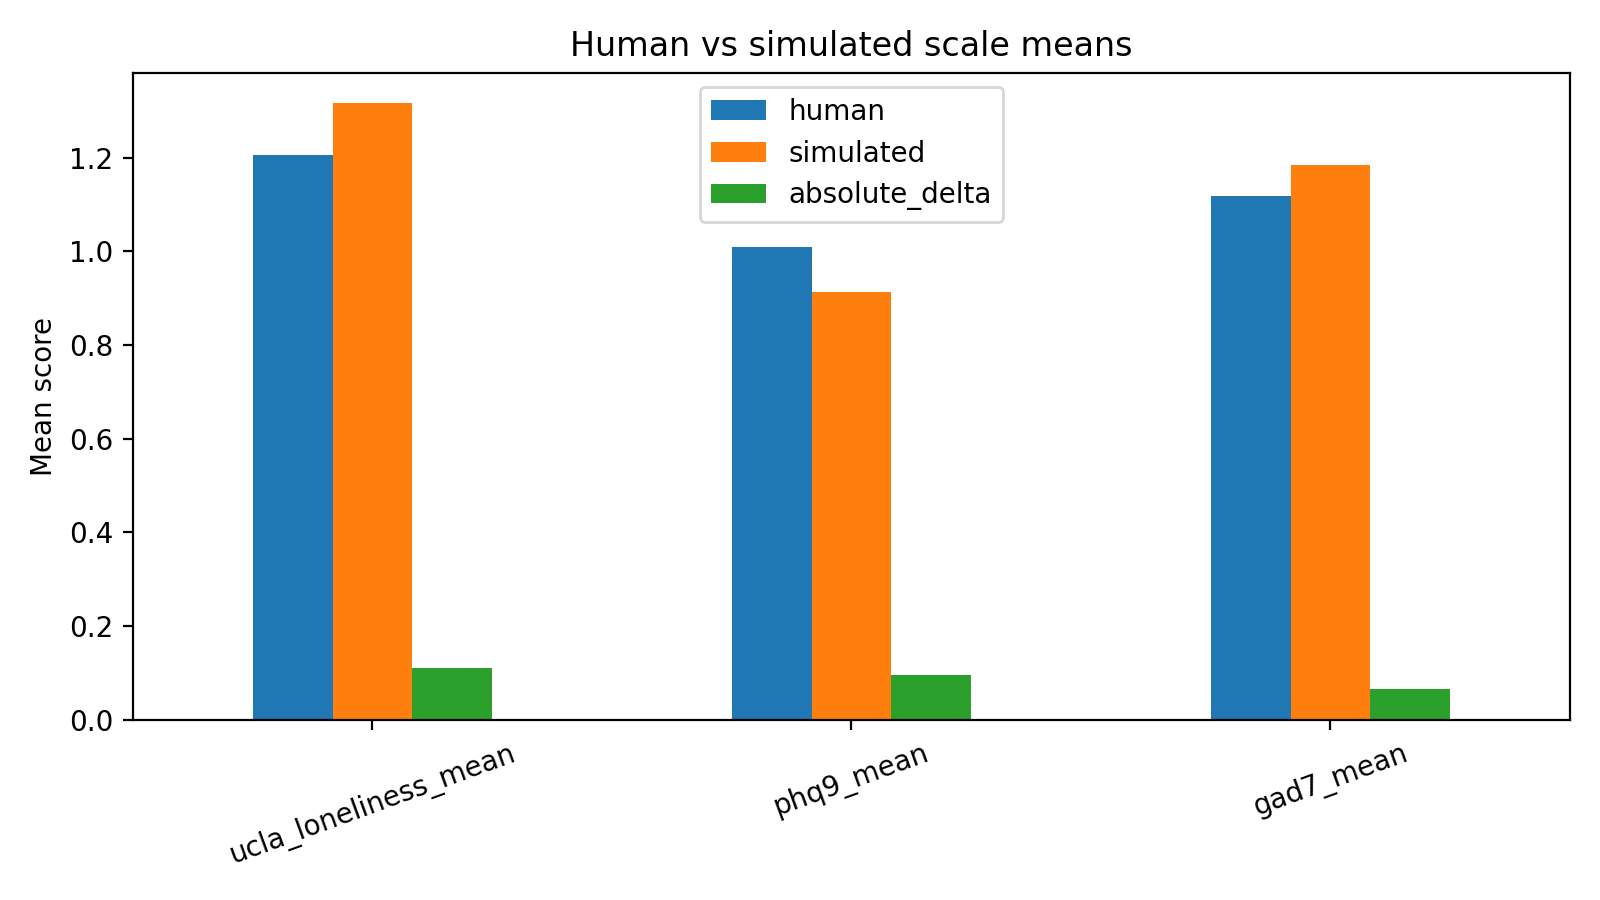 Human vs simulated scale means
human
simulated
absolute_delta
Mean score
1.2
1.0
0.8
0.6
0.4
0.2
0.0
ucla_loneliness_mean
phq9_mean
gad7_mean